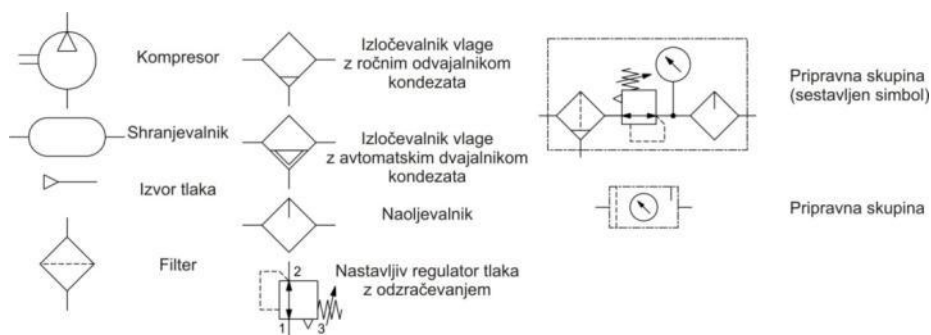 Kompresor
Shranjevalnik
Izvor tlaka
Filter
Izločevalnik vlage
z ročnim odvajalnikom
kondezata
Izločevalnik vlage
z avtomatskim dvajalnikom
kondezata
Naoljevalnik
2
Nastavljiv regulator tlaka
z odzračevanjem
1
3
Pripravna skupina
(sestavljen simbol)
Pripravna skupina